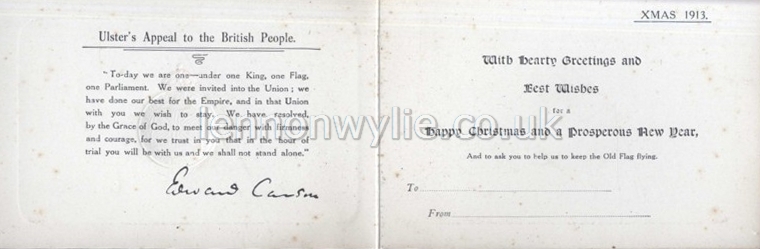 Ulster's Appeal to the British People.
"To-day we are one—under one King, one Flag,
one Parliament. We were invited into the Union; we
have done our best for the Empire, and in that Union
with you we wish to stay. We have resolved,
by the Grace of God, to meet our danger with firmness
and courage, for we trust in you that in the hour of
trial you will be with us and we shall not stand alone."
Edward Carson
XMAS 1913.
With Hearty Greetings and
Best Wishes
for a
Happy Christmas and a Prosperous New Year,
And to ask you to help us to keep the Old Flag flying.
To
From
lennonwylie.co.uk